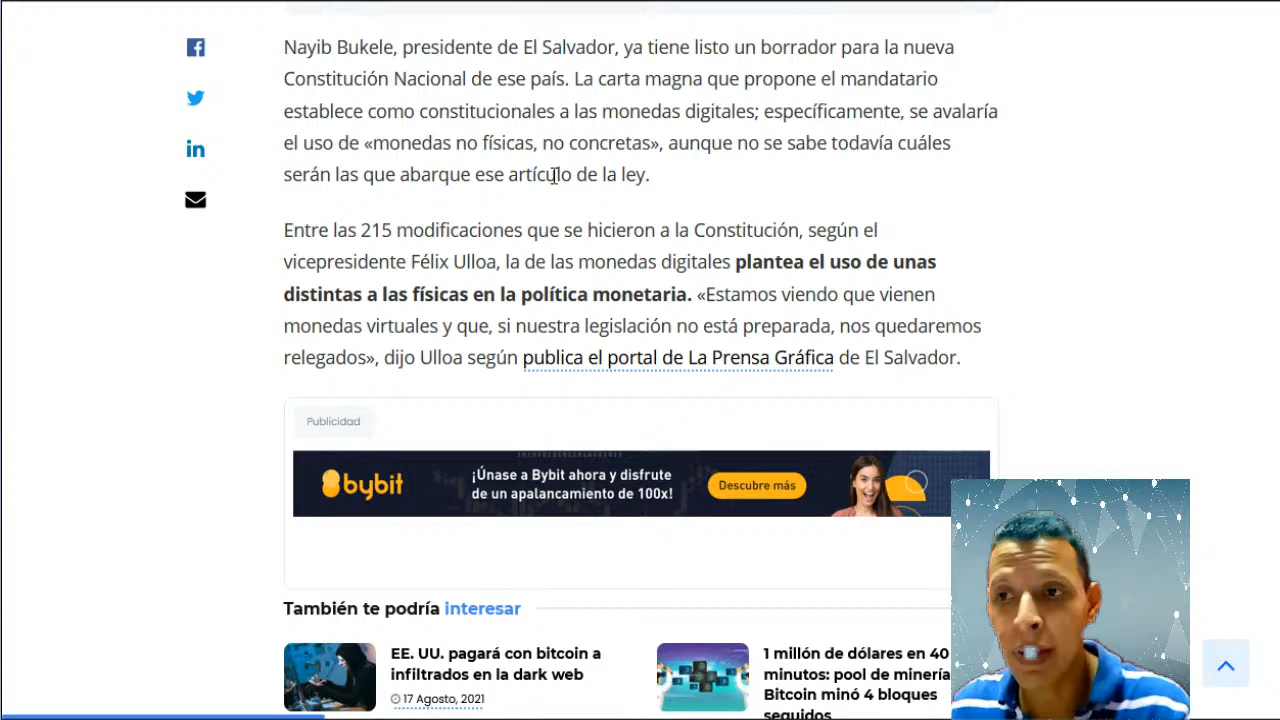 Nayib Bukele, presidente de El Salvador, ya tiene listo un borrador para la nueva
Constitución Nacional de ese país. La carta magna que propone el mandatario
establece como constitucionales a las monedas digitales; específicamente, se avalaría
el uso de «monedas no físicas, no concretas», aunque no se sabe todavía cuáles
serán las que abarque ese artículo de la ley.
Entre las 215 modificaciones que se hicieron a la Constitución, según el
vicepresidente Félix Ulloa, la de las monedas digitales plantea el uso de unas
distintas a las físicas en la política monetaria. «Estamos viendo que vienen
monedas virtuales y que, si nuestra legislación no está preparada, nos quedaremos
relegados», dijo Ulloa según publica el portal de La Prensa Gráfica de El Salvador.
Publicidad
bybit
¡Únase a Bybit ahora y disfrute
de un apalancamiento de 100x!
Descubre más
También te podría interesar
EE. UU. pagará con bitcoin a
infiltrados en la dark web
17 Agosto, 2021
1 millón de dólares en 40
minutos: pool de minería
Bitcoin minó 4 bloques
seguidos